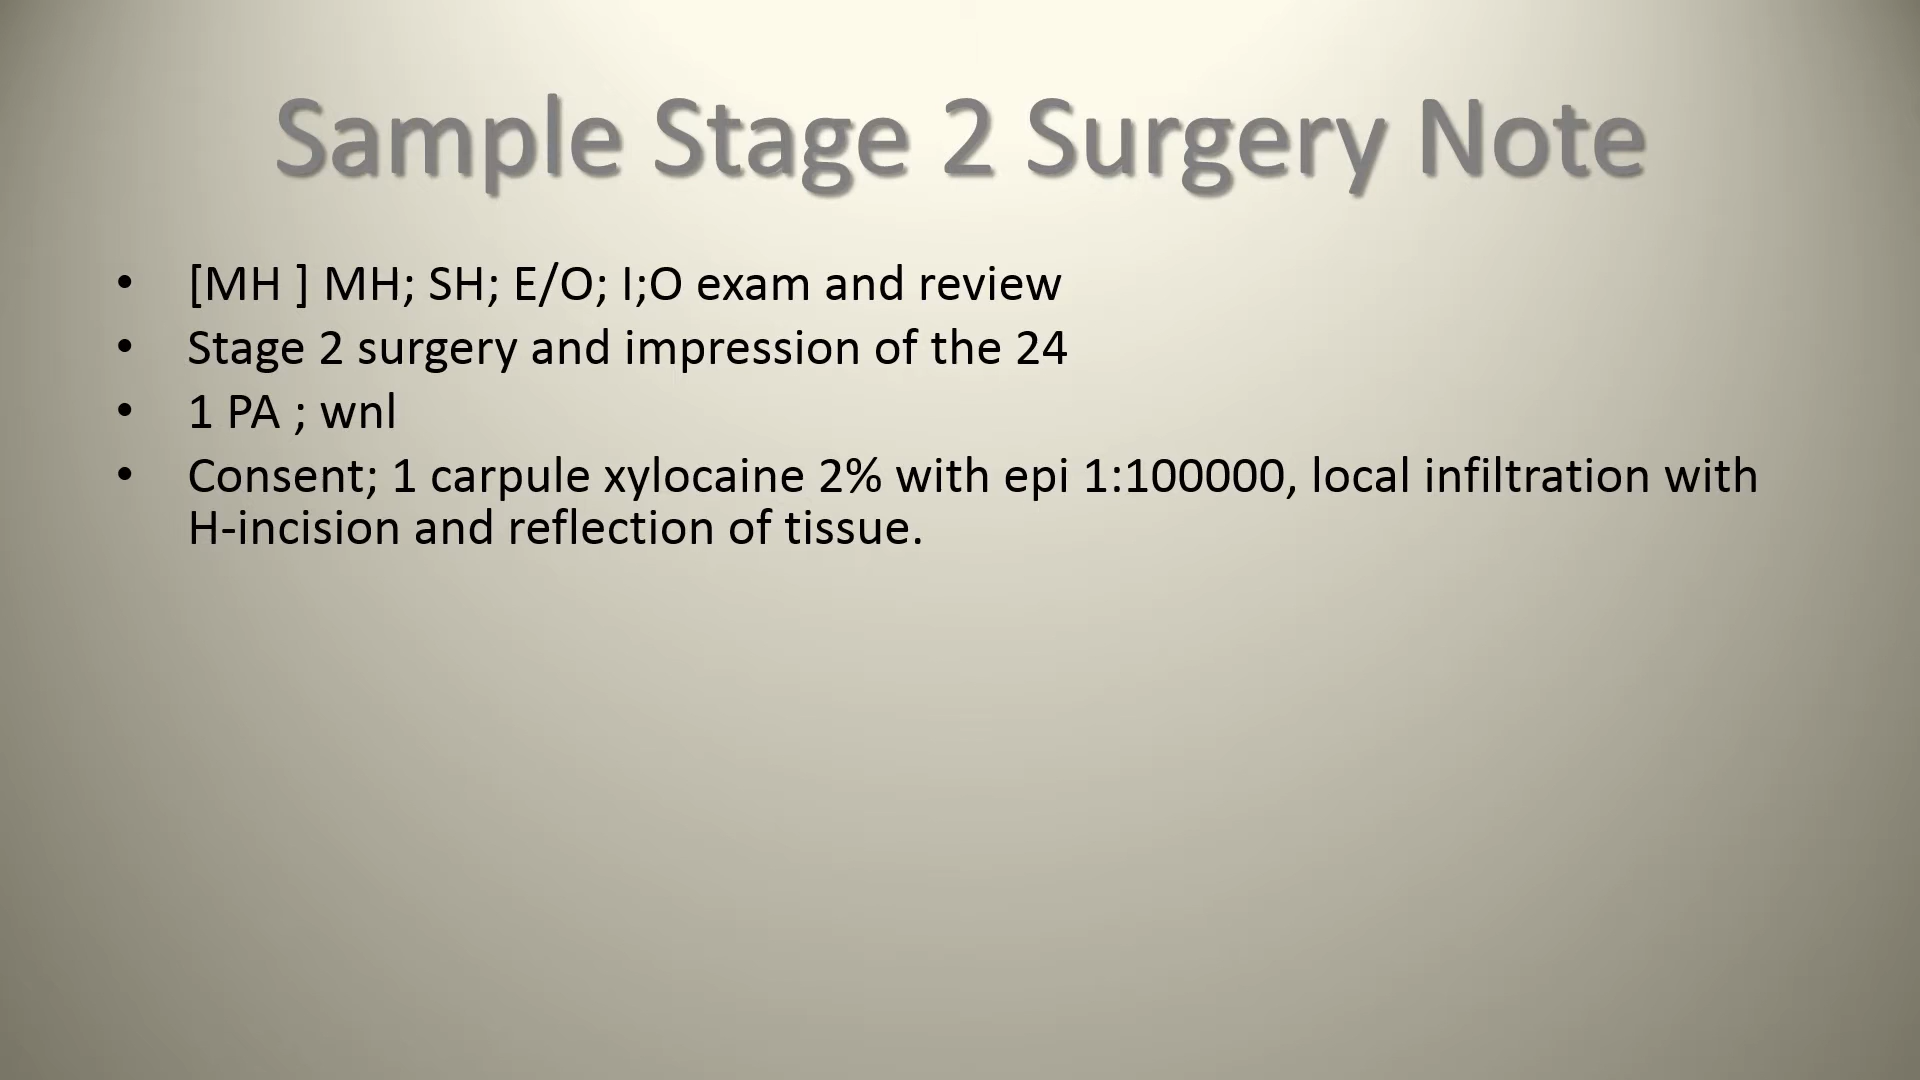 Sample Stage 2 Surgery Note
• [MH ] MH; SH; E/O; I;O exam and review
• Stage 2 surgery and impression of the 24
• 1 PA ; wnl
• Consent; 1 carpule xylocaine 2% with epi 1:100000, local infiltration with
H-incision and reflection of tissue.